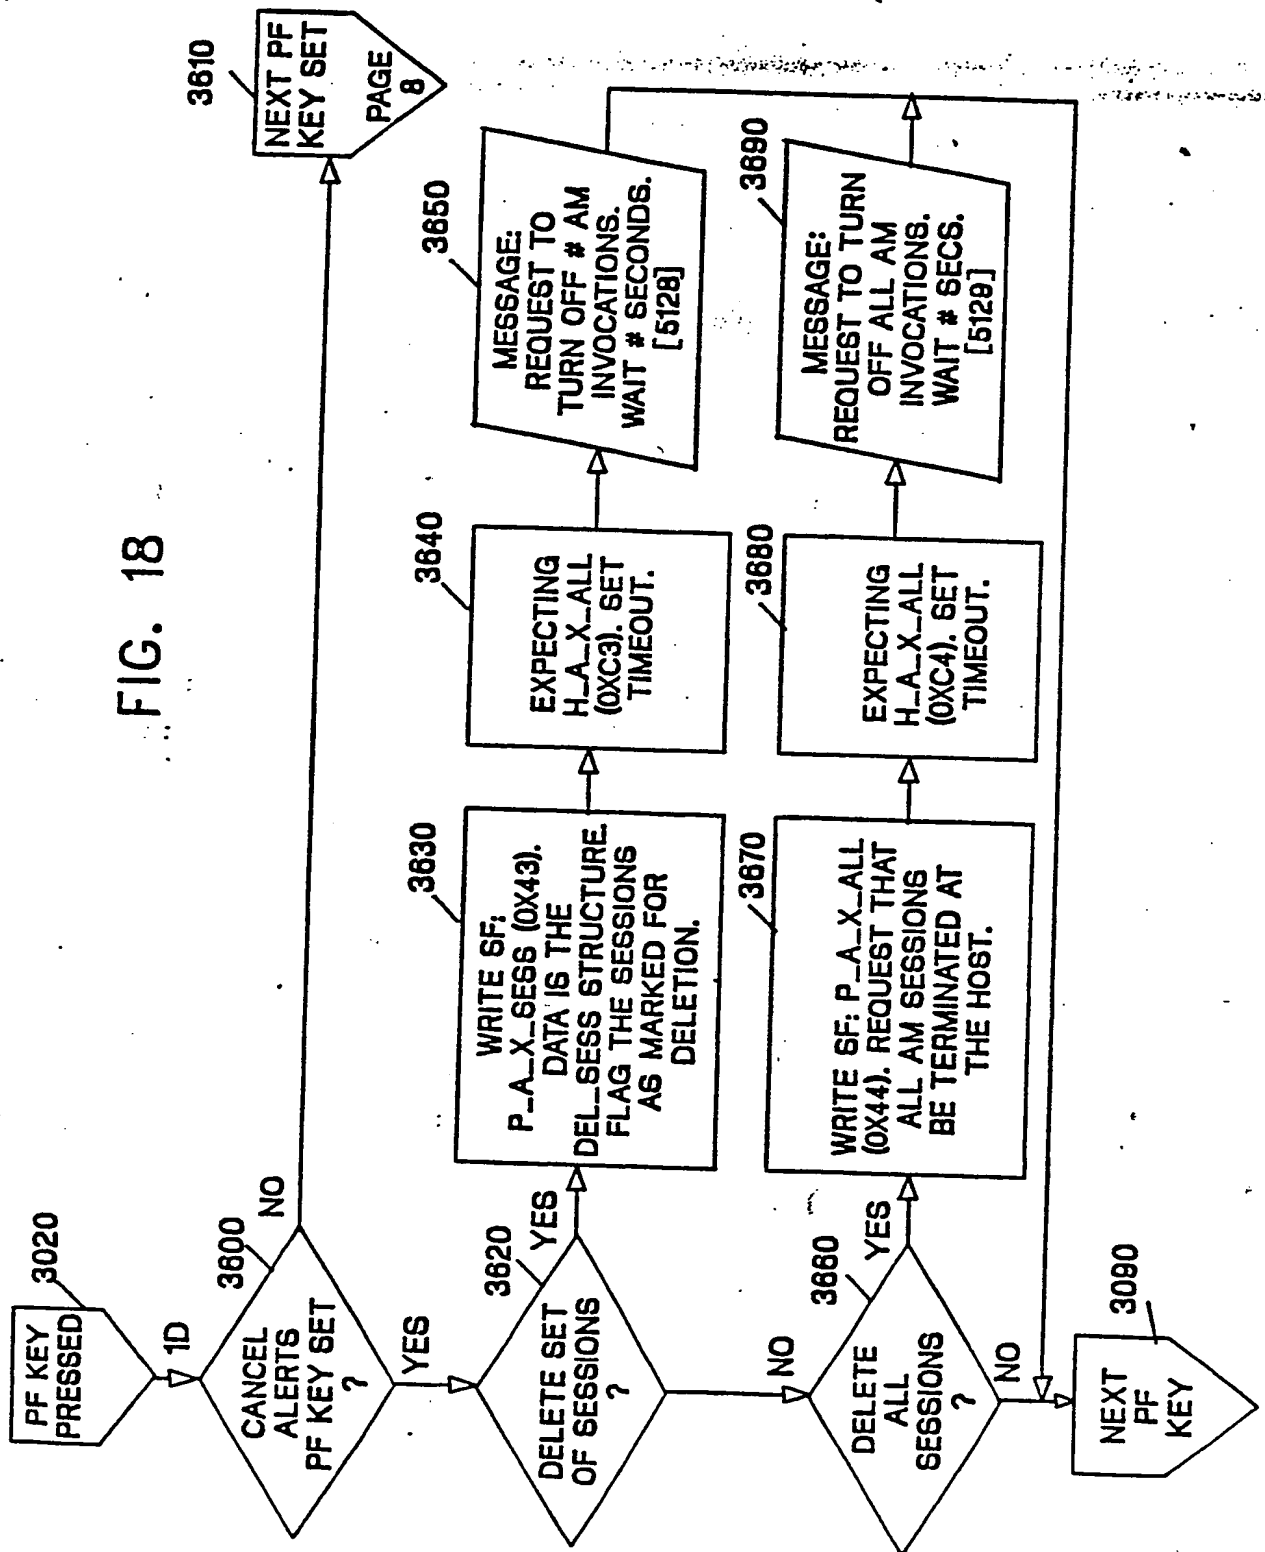 FIG. 18
3020
PF KEY
PRESSED
1D
3600
CANCEL
ALERTS
PF KEY SET
?
NO
3610
NEXT PF
KEY SET
PAGE
8
YES
3620
DELETE SET
OF SESSIONS
?
YES
3630
WRITE SF:
P_A_X_SESS (0X43).
DATA IS THE
DEL_SESS STRUCTURE.
FLAG THE SESSIONS
AS MARKED FOR
DELETION.
3640
EXPECTING
H_A_X_ALL
(0XC3). SET
TIMEOUT.
3650
MESSAGE:
REQUEST TO
TURN OFF # AM
INVOCATIONS.
WAIT # SECONDS.
[5128]
NO
3660
DELETE
ALL
SESSIONS
?
YES
3670
WRITE SF: P_A_X_ALL
(0X44). REQUEST THAT
ALL AM SESSIONS
BE TERMINATED AT
THE HOST.
3680
EXPECTING
H_A_X_ALL
(0XC4). SET
TIMEOUT.
3690
MESSAGE:
REQUEST TO TURN
OFF ALL AM
INVOCATIONS.
WAIT # SECS.
[5129]
NO
3090
NEXT
PF
KEY